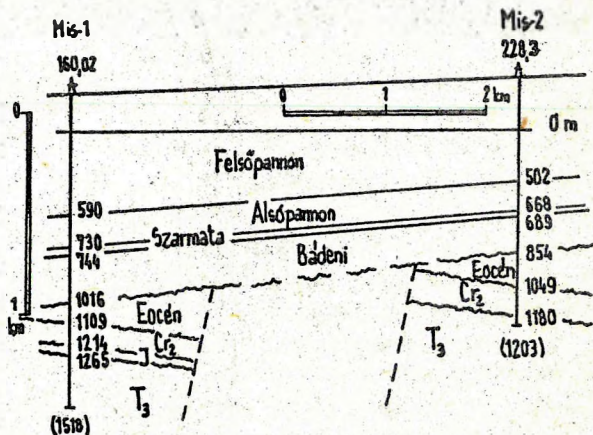 Mis-1
160,02
Mis-2
228,3
0 1 2 km
0
0 m
Felsőpannon
590
502
Alsópannon
668
730
Szarmata
689
744
Bádeni
854
1016
Eocén
Eocén
1049
1
km
1109
Cr₂
Cr₂
1180
1214
J
1265
T₃
T₃
(1203)
(1518)